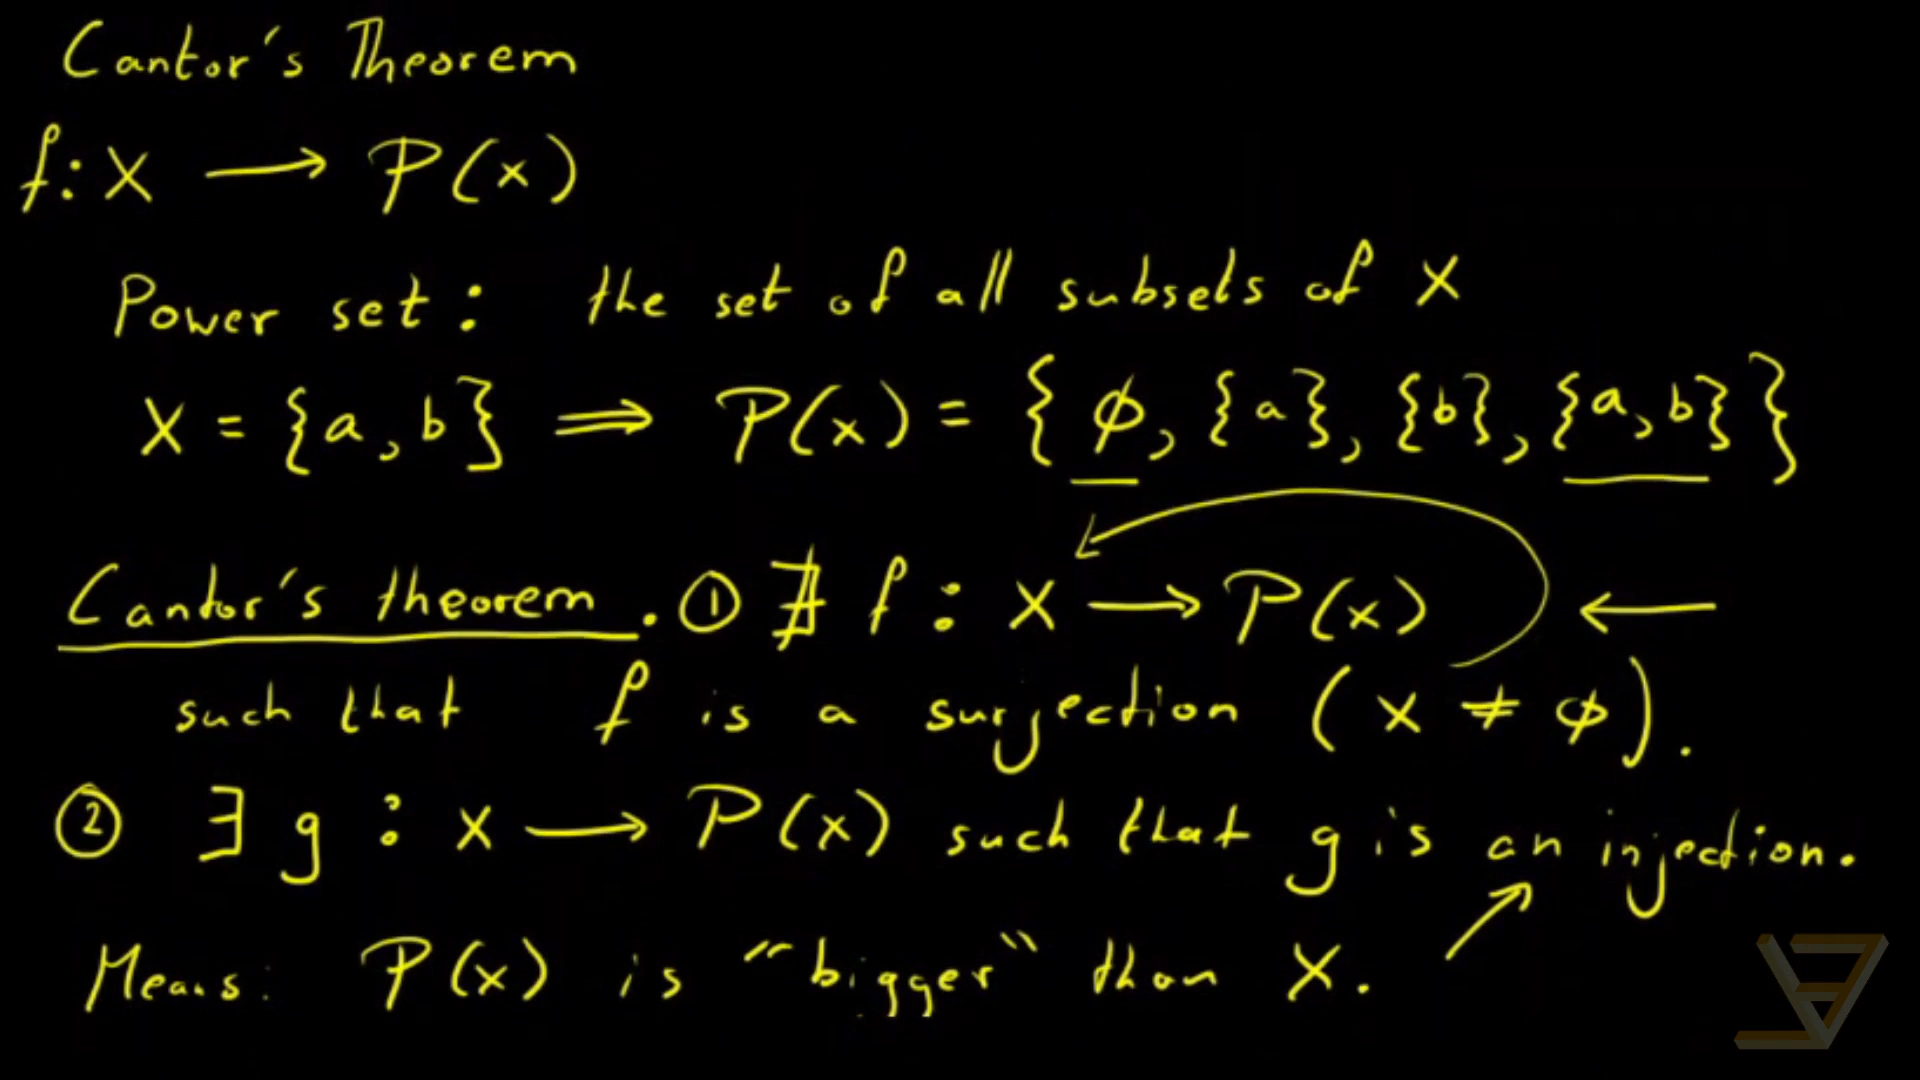 Cantor's Theorem
f: X → P(x)
Power set: the set of all subsets of X
X = {a, b} ⟹ P(x) = {ϕ, {a}, {b}, {a, b}}
Cantor's theorem. ① ∄ f : X → P(x) ←
such that f is a surjection (x ≠ ϕ).
② ∃ g : x → P(x) such that g is an injection.
Means: P(x) is "bigger" than X.